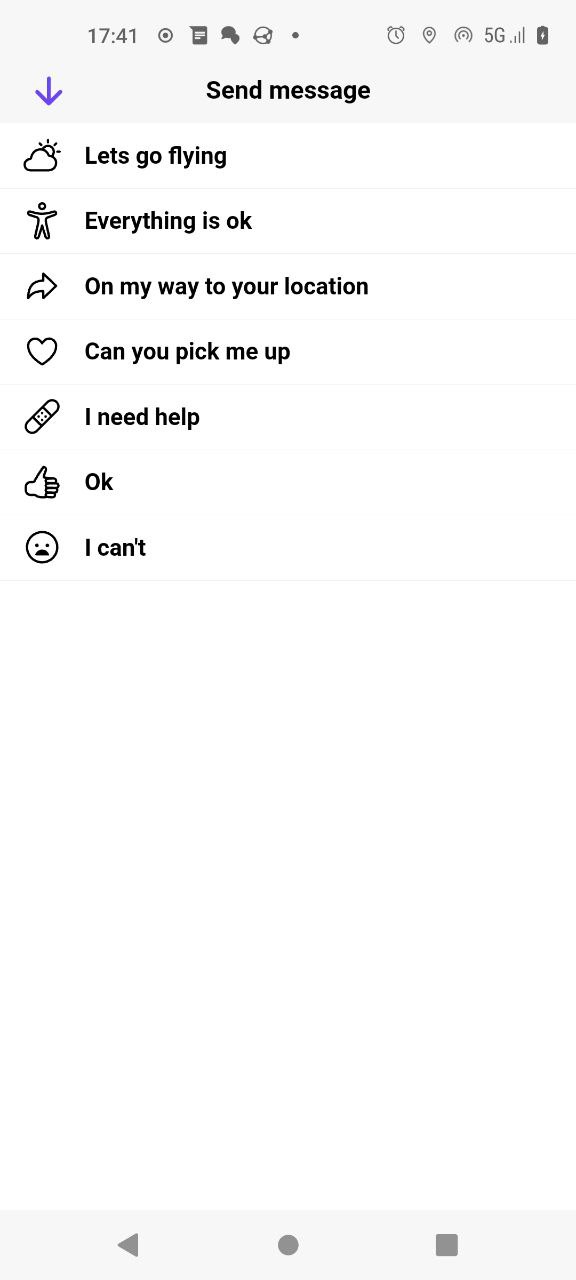 17:41 5G
Send message
Lets go flying
Everything is ok
On my way to your location
Can you pick me up
I need help
Ok
I can't